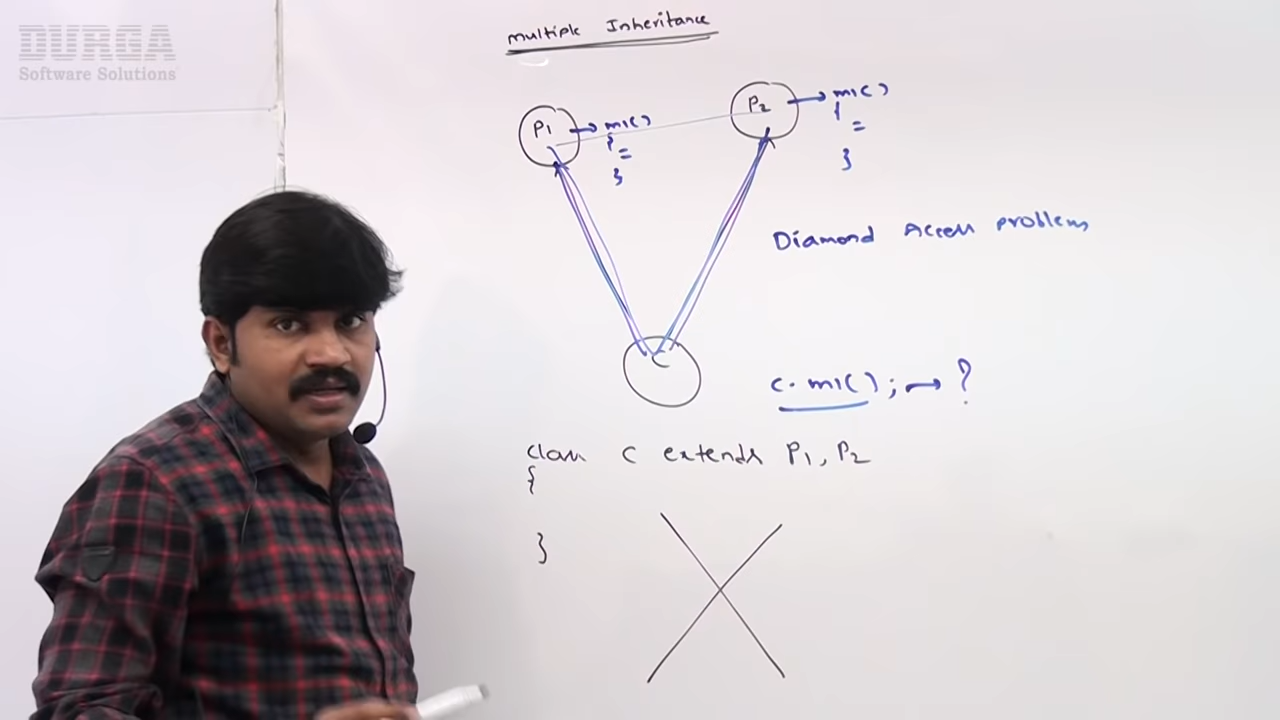 DURGA
Software Solutions
multiple Inheritance
P1 → m1()
{
=
}
P2 → m1()
{
=
}
Diamond Access problem
C
c.m1(); → ?
class C extends P1, P2
{
}